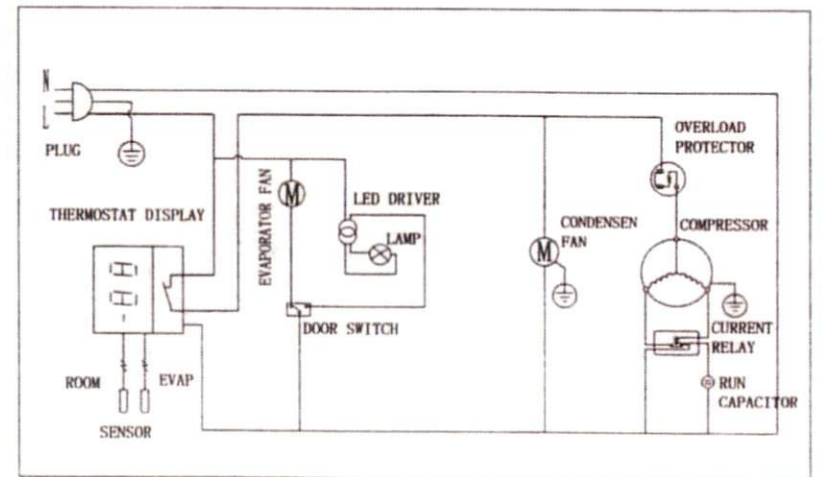 N
L
PLUG
OVERLOAD
PROTECTOR
THERMOSTAT DISPLAY
EVAPORATOR FAN
M
LED DRIVER
LAMP
CONDENSEN
FAN
M
COMPRESSOR
DOOR SWITCH
CURRENT
RELAY
ROOM
EVAP
SENSOR
RUN
CAPACITOR